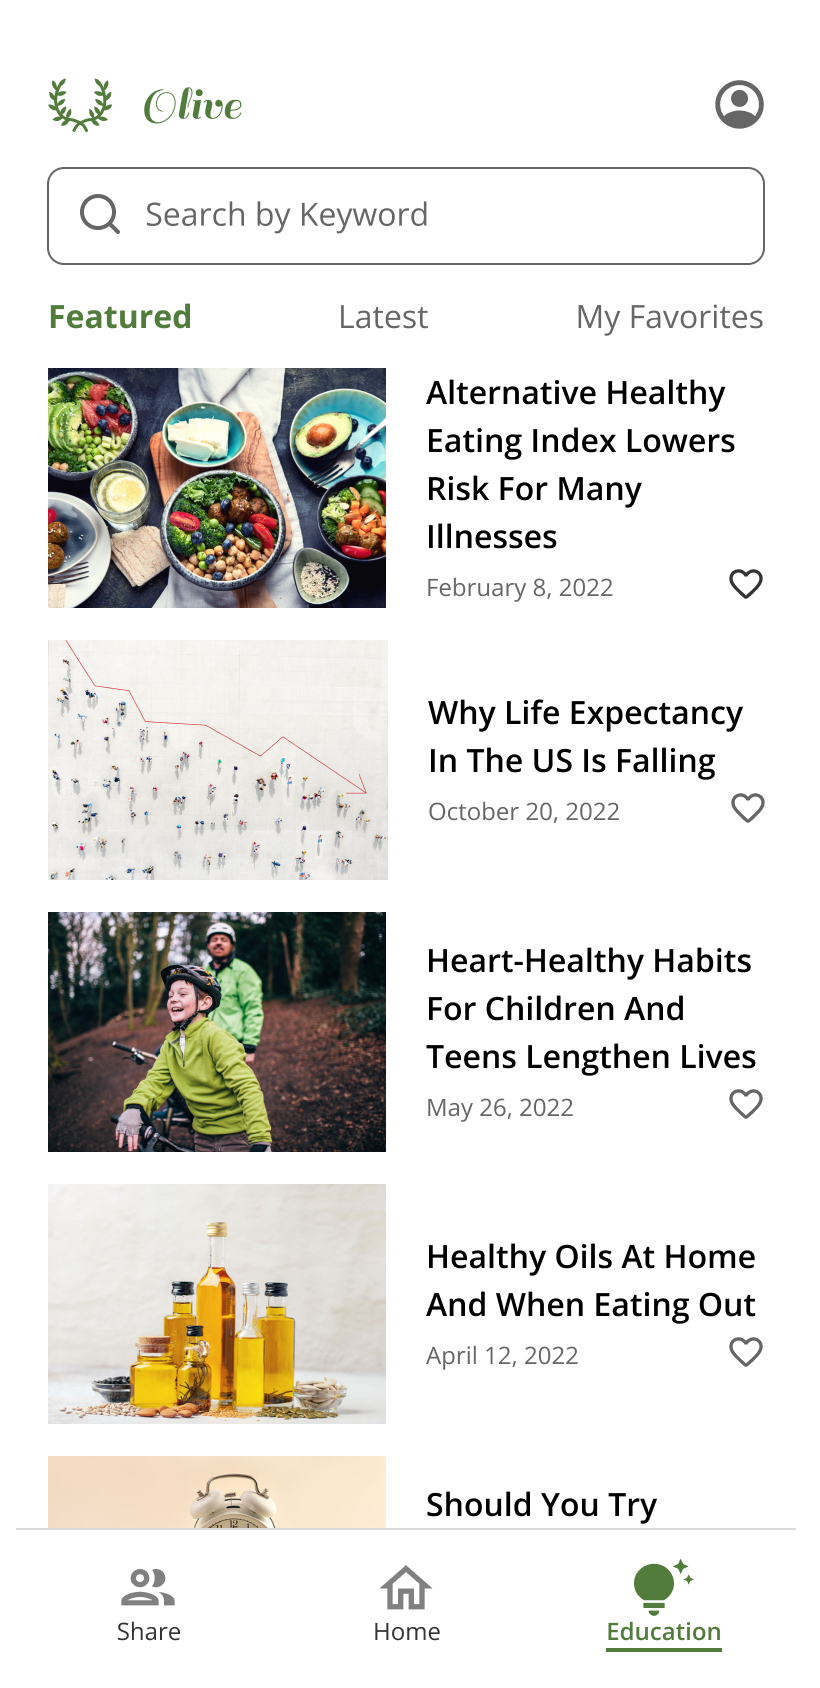 Olive
Search by Keyword
Featured Latest My Favorites
Alternative Healthy
Eating Index Lowers
Risk For Many
Illnesses
February 8, 2022
Why Life Expectancy
In The US Is Falling
October 20, 2022
Heart-Healthy Habits
For Children And
Teens Lengthen Lives
May 26, 2022
Healthy Oils At Home
And When Eating Out
April 12, 2022
Should You Try
Share Home Education